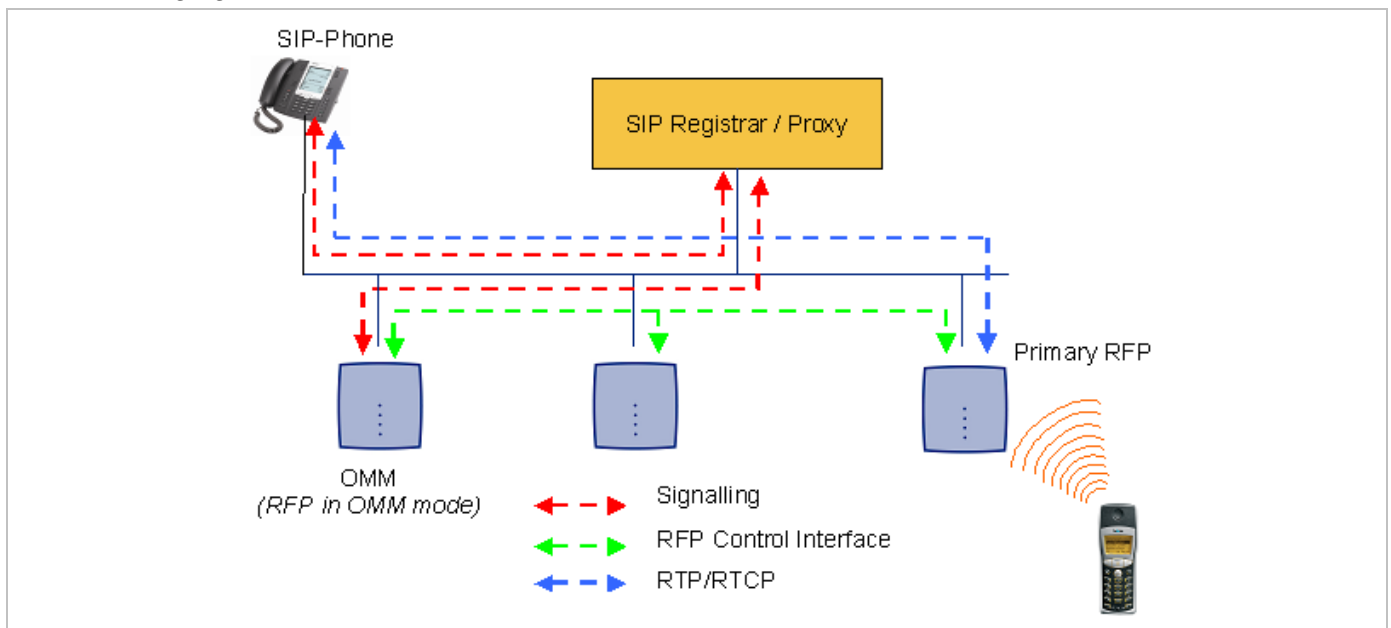 SIP-Phone
SIP Registrar / Proxy
Primary RFP
OMM
(RFP in OMM mode)
Signalling
RFP Control Interface
RTP/RTCP